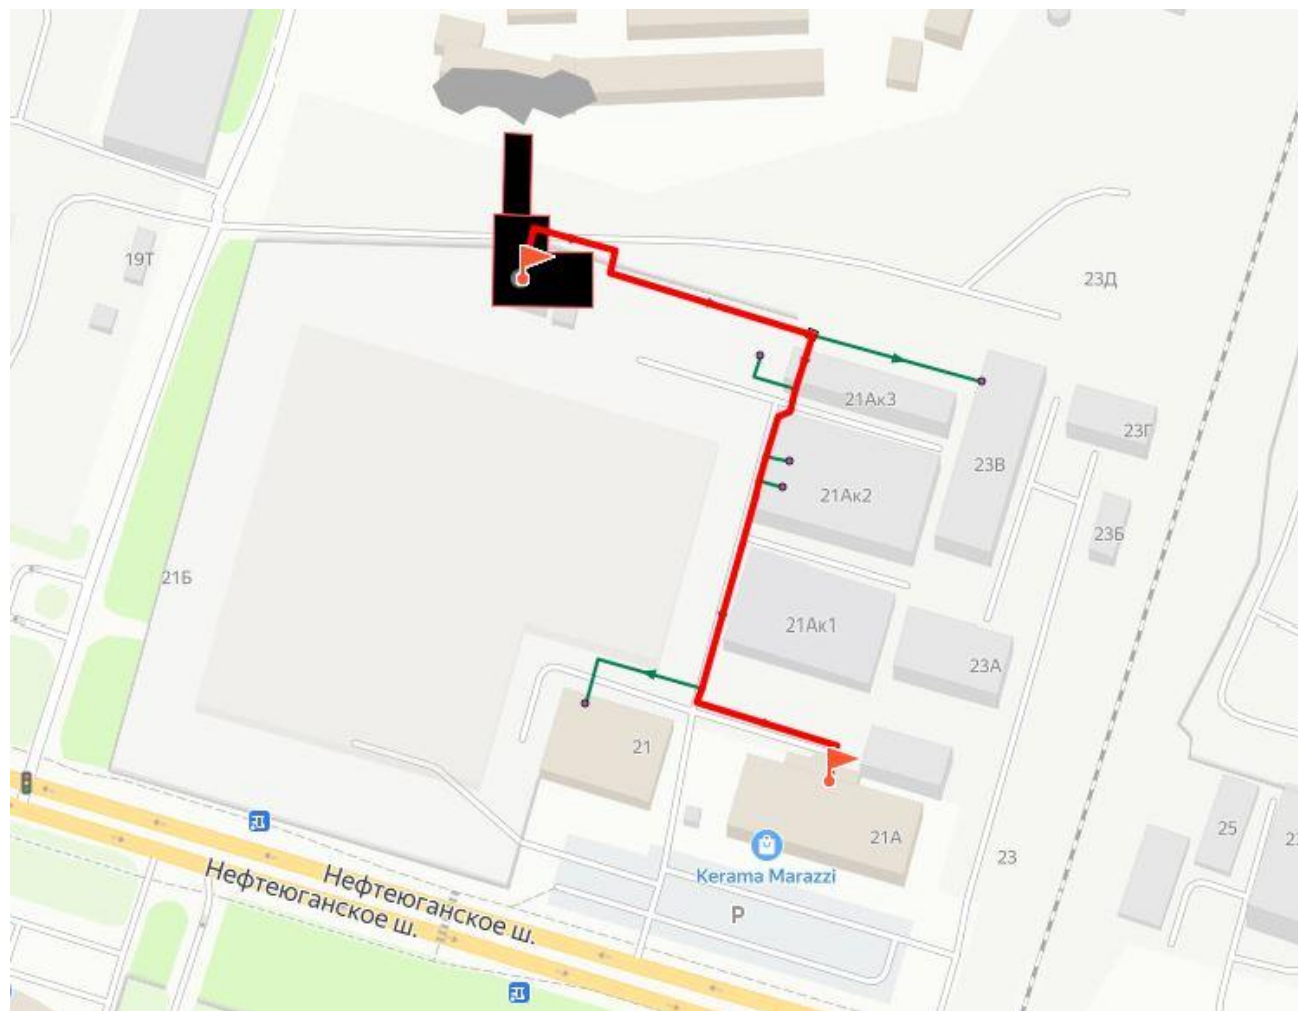 19Т
23Д
21Ак3
23Г
23В
21Ак2
23Б
21Б
21Ак1
23А
21
25
21А
23
Kerama Marazzi
P
Нефтеюганское ш.
Нефтеюганское ш.